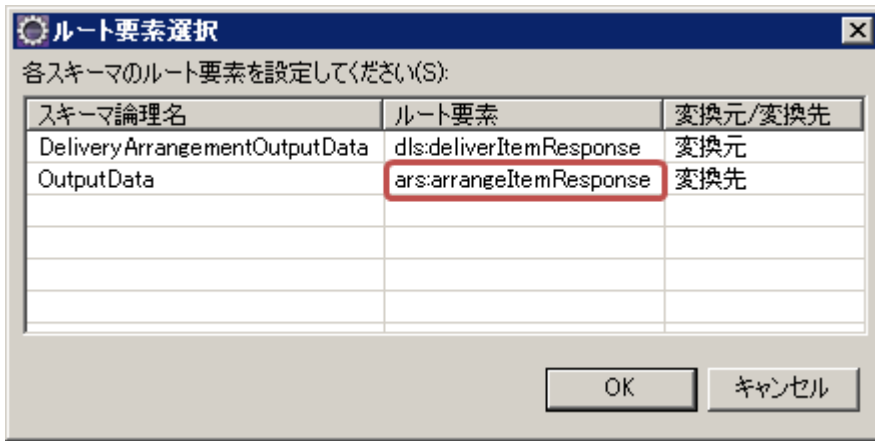 ルート要素選択
各スキーマのルート要素を設定してください(S):
スキーマ論理名 ルート要素 変換元/変換先
DeliveryArrangementOutputData dls:deliverItemResponse 変換元
OutputData ars:arrangeItemResponse 変換先
OK キャンセル